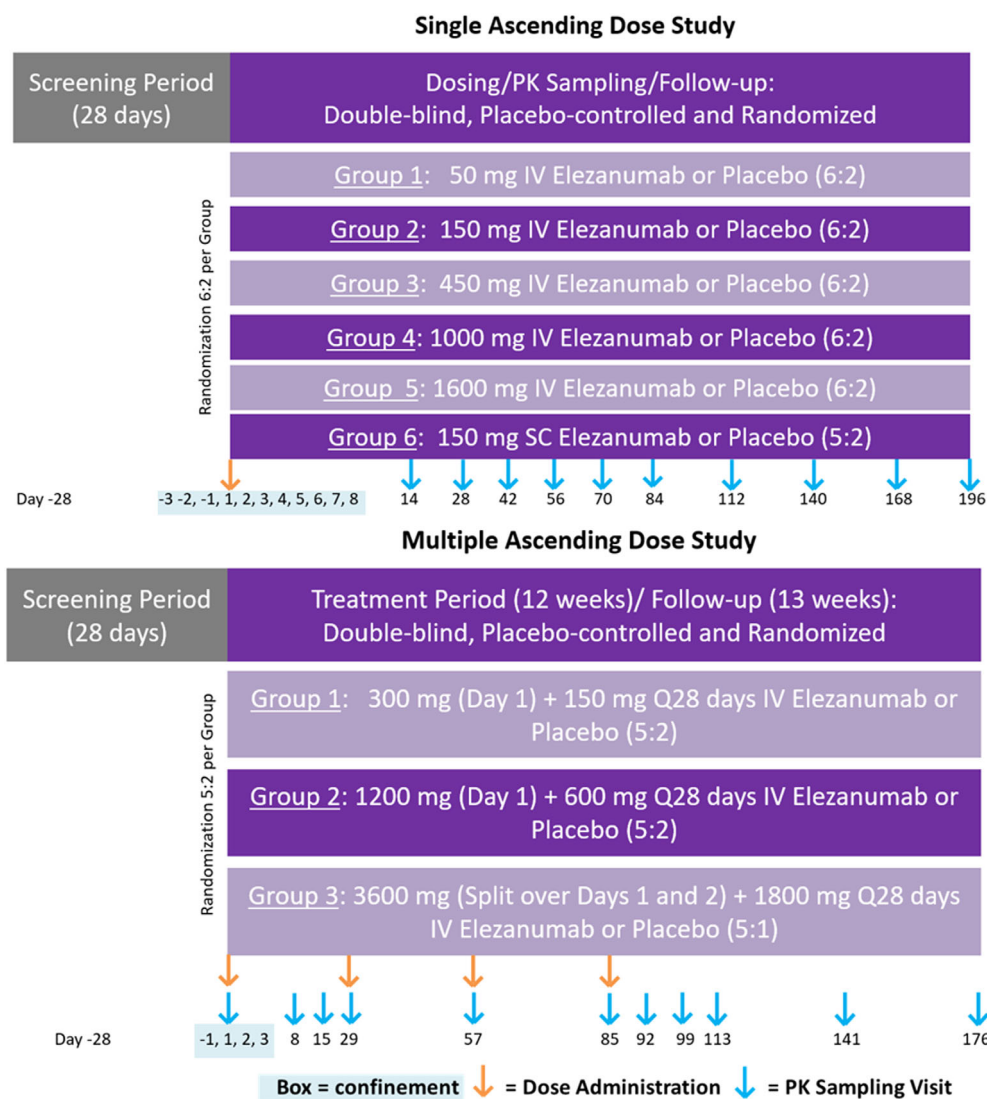 Single Ascending Dose Study
Screening Period
(28 days)
Dosing/PK Sampling/Follow-up:
Double-blind, Placebo-controlled and Randomized
Randomization 6:2 per Group
Group 1: 50 mg IV Elezanumab or Placebo (6:2)
Group 2: 150 mg IV Elezanumab or Placebo (6:2)
Group 3: 450 mg IV Elezanumab or Placebo (6:2)
Group 4: 1000 mg IV Elezanumab or Placebo (6:2)
Group 5: 1600 mg IV Elezanumab or Placebo (6:2)
Group 6: 150 mg SC Elezanumab or Placebo (5:2)
Day -28 -3 -2, -1, 1, 2, 3, 4, 5, 6, 7, 8 14 28 42 56 70 84 112 140 168 196
Multiple Ascending Dose Study
Screening Period
(28 days)
Treatment Period (12 weeks)/ Follow-up (13 weeks):
Double-blind, Placebo-controlled and Randomized
Randomization 5:2 per Group
Group 1: 300 mg (Day 1) + 150 mg Q28 days IV Elezanumab or
Placebo (5:2)
Group 2: 1200 mg (Day 1) + 600 mg Q28 days IV Elezanumab or
Placebo (5:2)
Group 3: 3600 mg (Split over Days 1 and 2) + 1800 mg Q28 days
IV Elezanumab or Placebo (5:1)
Day -28 -1, 1, 2, 3 8 15 29 57 85 92 99 113 141 176
Box = confinement = Dose Administration = PK Sampling Visit